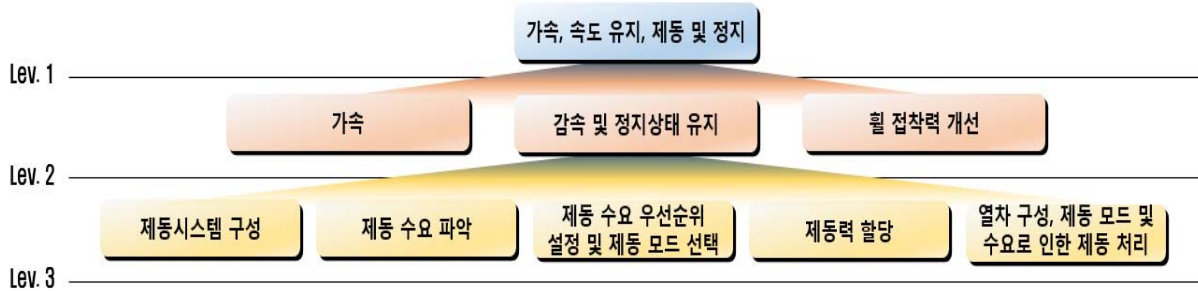 가속, 속도 유지, 제동 및 정지
Lev. 1
가속
감속 및 정지상태 유지
휠 접착력 개선
Lev. 2
제동시스템 구성
제동 수요 파악
제동 수요 우선순위
설정 및 제동 모드 선택
제동력 할당
열차 구성, 제동 모드 및
수요로 인한 제동 처리
Lev. 3